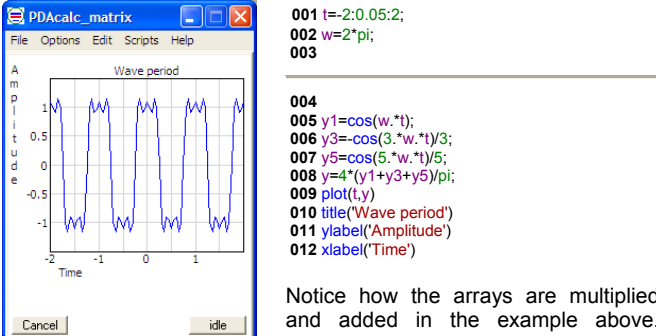 PDAcalc_matrix
File Options Edit Scripts Help
Amplitude
Wave period
1
0.5
0
-0.5
-1
-2 -1 0 1
Time
Cancel idle
001 t=-2:0.05:2;
002 w=2*pi;
003
004
005 y1=cos(w.*t);
006 y3=-cos(3.*w.*t)/3;
007 y5=cos(5.*w.*t)/5;
008 y=4*(y1+y3+y5)/pi;
009 plot(t,y)
010 title('Wave period')
011 ylabel('Amplitude')
012 xlabel('Time')
Notice how the arrays are multiplied
and added in the example above.